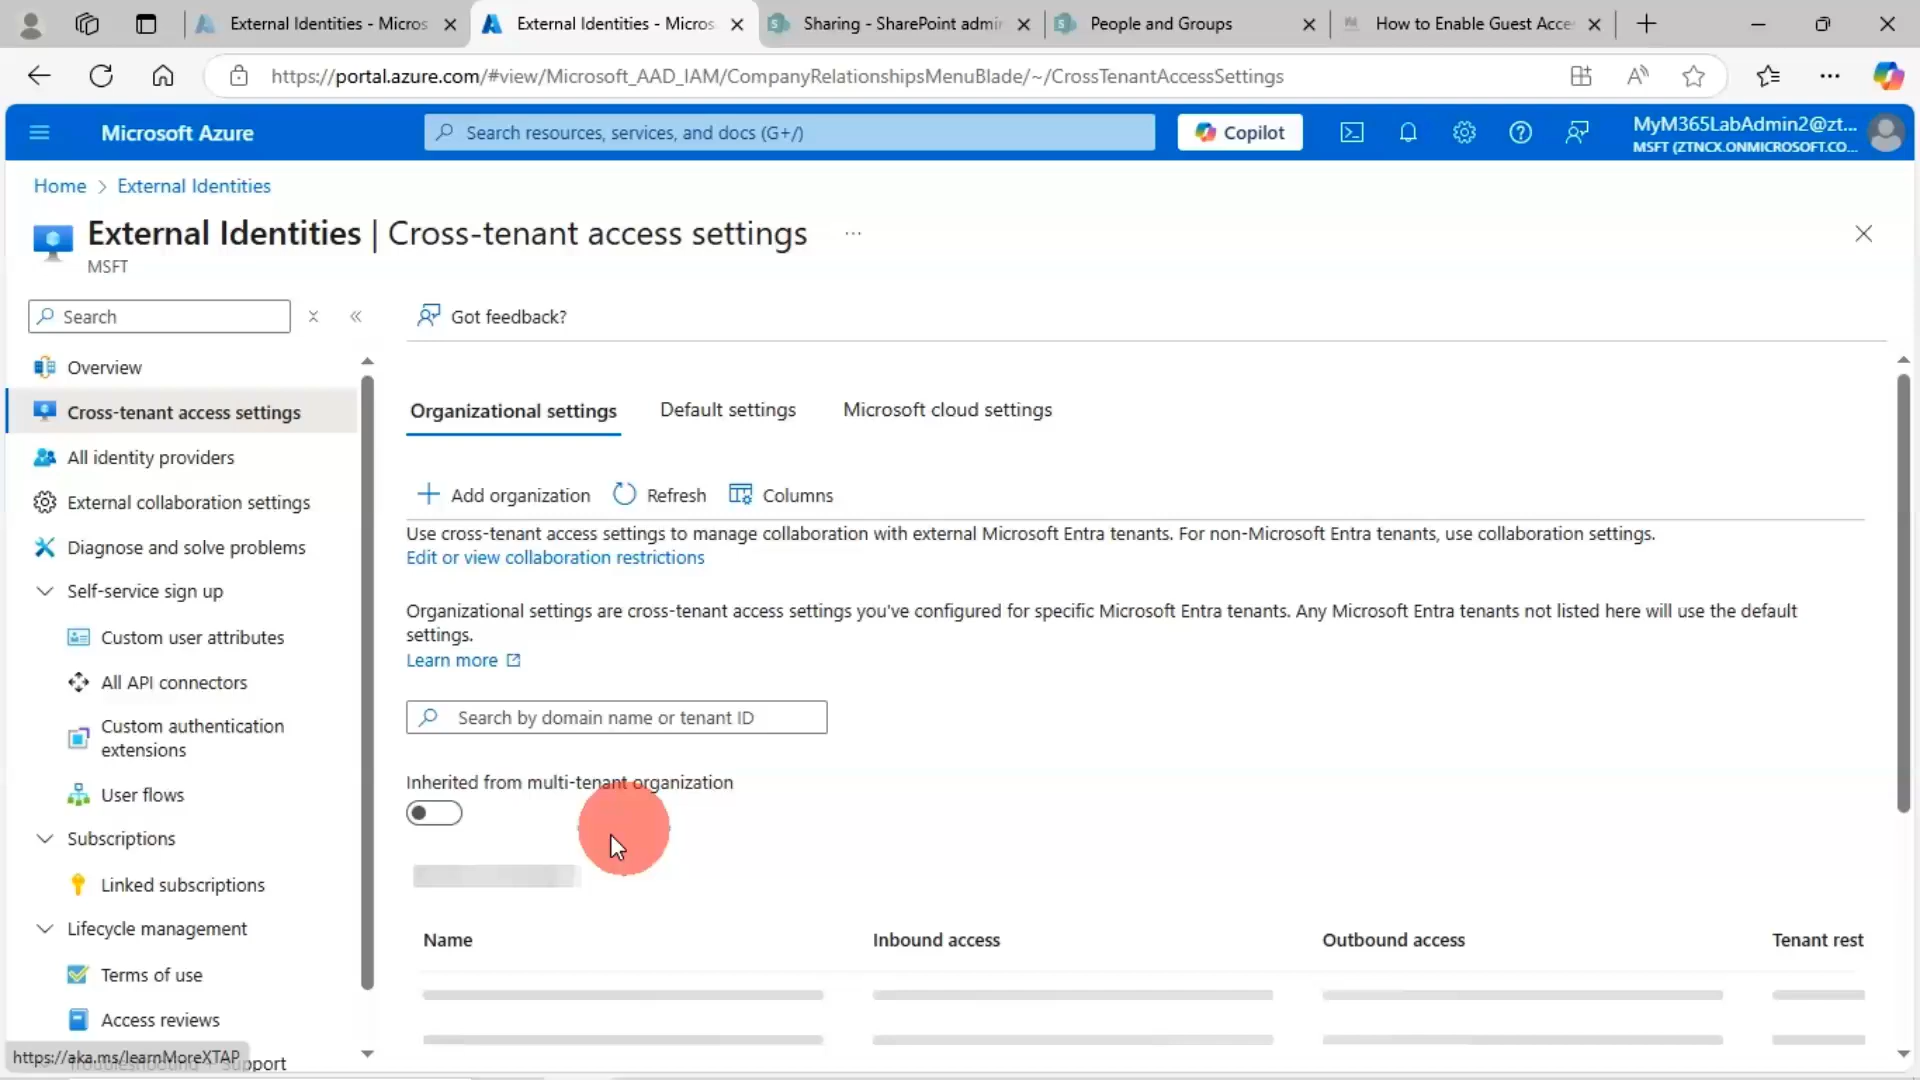 External Identities - Micros
External Identities - Micros
Sharing - SharePoint admin
People and Groups
How to Enable Guest Acce
https://portal.azure.com/#view/Microsoft_AAD_IAM/CompanyRelationshipsMenuBlade/~/CrossTenantAccessSettings
Microsoft Azure
Search resources, services, and docs (G+/)
Copilot
MyM365LabAdmin2@zt...
MSFT (ZTNCX.ONMICROSOFT.CO...
Home > External Identities
External Identities | Cross-tenant access settings ...
MSFT
Search
Got feedback?
Overview
Cross-tenant access settings
All identity providers
External collaboration settings
Diagnose and solve problems
Self-service sign up
Custom user attributes
All API connectors
Custom authentication
extensions
User flows
Subscriptions
Linked subscriptions
Lifecycle management
Terms of use
Access reviews
Troubleshooting + Support
https://aka.ms/learnMoreXTAP
Organizational settings
Default settings
Microsoft cloud settings
Add organization
Refresh
Columns
Use cross-tenant access settings to manage collaboration with external Microsoft Entra tenants. For non-Microsoft Entra tenants, use collaboration settings.
Edit or view collaboration restrictions
Organizational settings are cross-tenant access settings you've configured for specific Microsoft Entra tenants. Any Microsoft Entra tenants not listed here will use the default
settings.
Learn more
Search by domain name or tenant ID
Inherited from multi-tenant organization
Name
Inbound access
Outbound access
Tenant rest